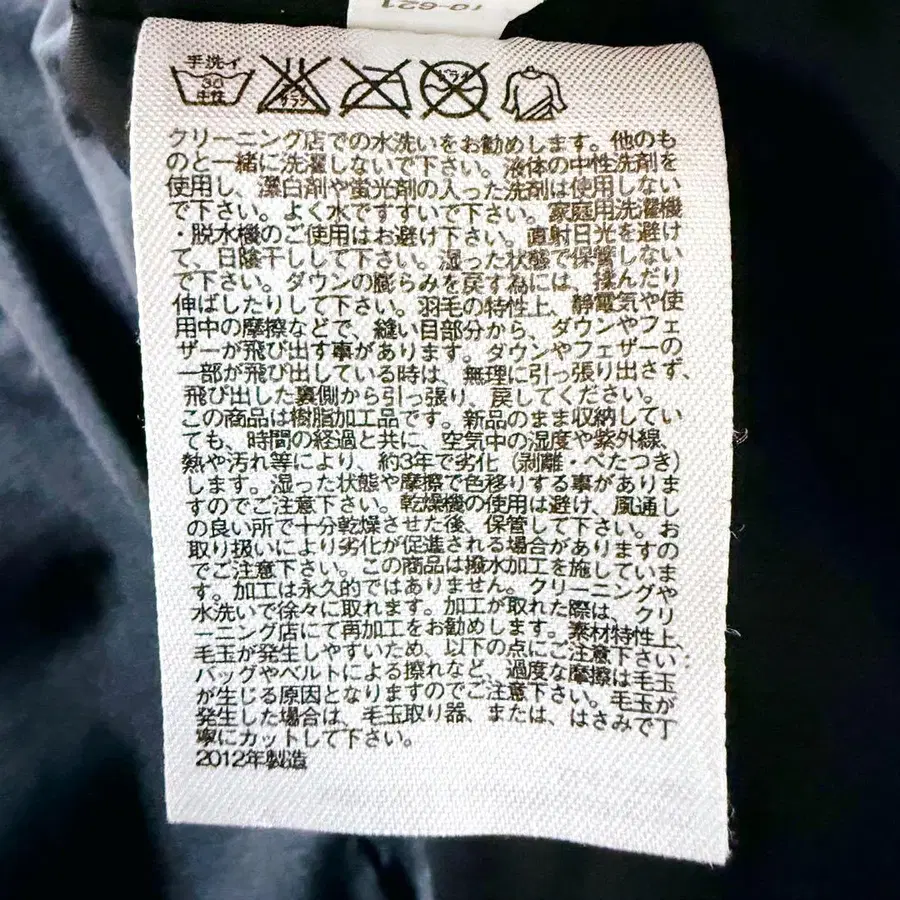 手洗イ
30
中性
サラシ
ドライ
クリーニング店での水洗いをお勧めします。他のも
のと一緒に洗濯しないで下さい。液体の中性洗剤を
使用し、漂白剤や蛍光剤の入った洗剤は使用しない
で下さい。よく水ですすいで下さい。家庭用洗濯機
・脱水機のご使用はお避け下さい。直射日光を避け
て、日陰干しして下さい。湿った状態で保管しない
で下さい。ダウンの膨らみを戻す為には、揉んだり
伸ばしたりして下さい。羽毛の特性上、静電気や使
用中の摩擦などで、縫い目部分から、ダウンやフェ
ザーが飛び出す事があります。ダウンやフェザーの
一部が飛び出している時は、無理に引っ張り出さず、
飛び出した裏側から引っ張り、戻してください。
この商品は樹脂加工品です。新品のまま収納してい
ても、時間の経過と共に、空気中の湿度や紫外線、
熱や汚れ等により、約3年で劣化（剥離・べたつき）
します。湿った状態や摩擦で色移りする事がありま
すのでご注意下さい。乾燥機の使用は避け、風通し
の良い所で十分乾燥させた後、保管して下さい。お
取り扱いにより劣化が促進される場合がありますの
でご注意下さい。この商品は撥水加工を施していま
す。加工は永久的ではありません。クリーニングや
水洗いで徐々に取れます。加工が取れた際は、クリ
ーニング店にて再加工をお勧めします。素材特性上、
毛玉が発生しやすいため、以下の点にご注意下さい：
バッグやベルトによる擦れなど、過度な摩擦は毛玉
が生じる原因となりますのでご注意下さい。毛玉が
発生した場合は、毛玉取り器、または、はさみで丁
寧にカットして下さい。
2012年製造